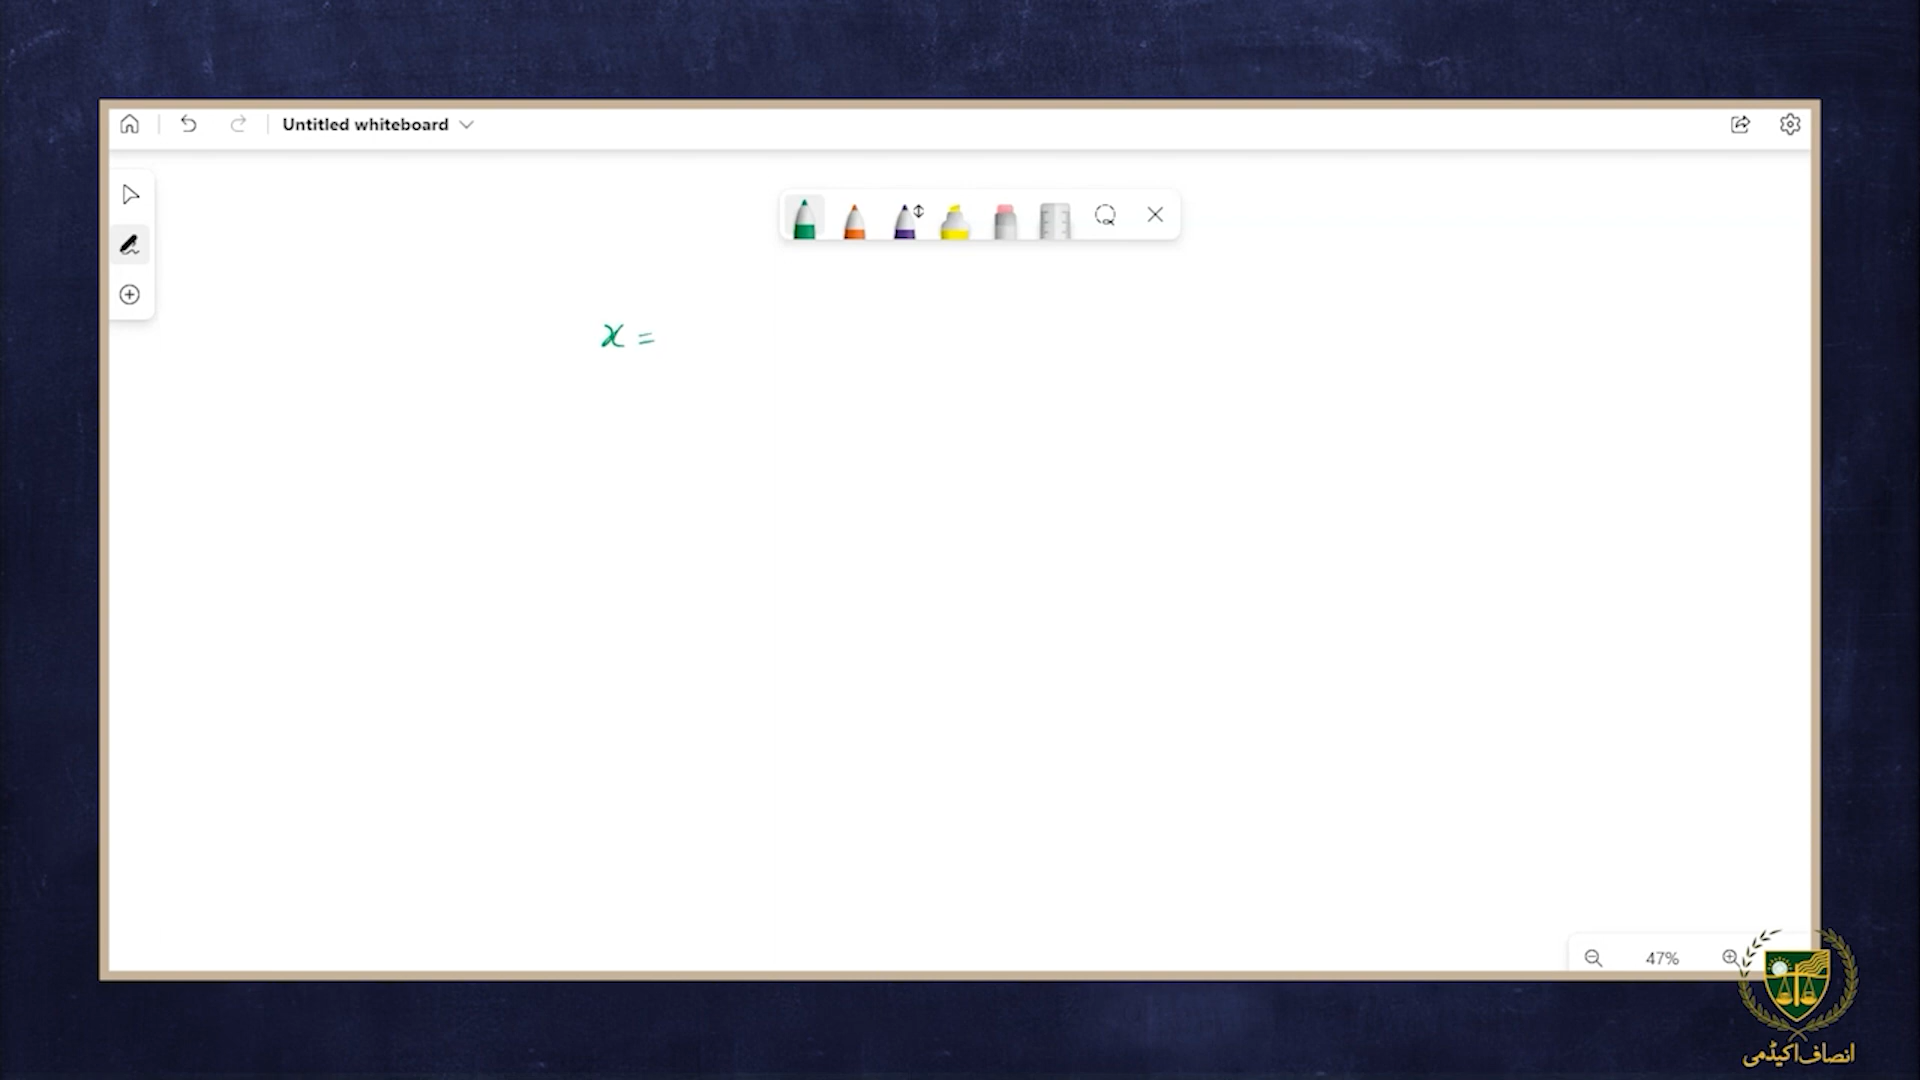 Untitled whiteboard
x =
47%
انصاف اکیڈمی